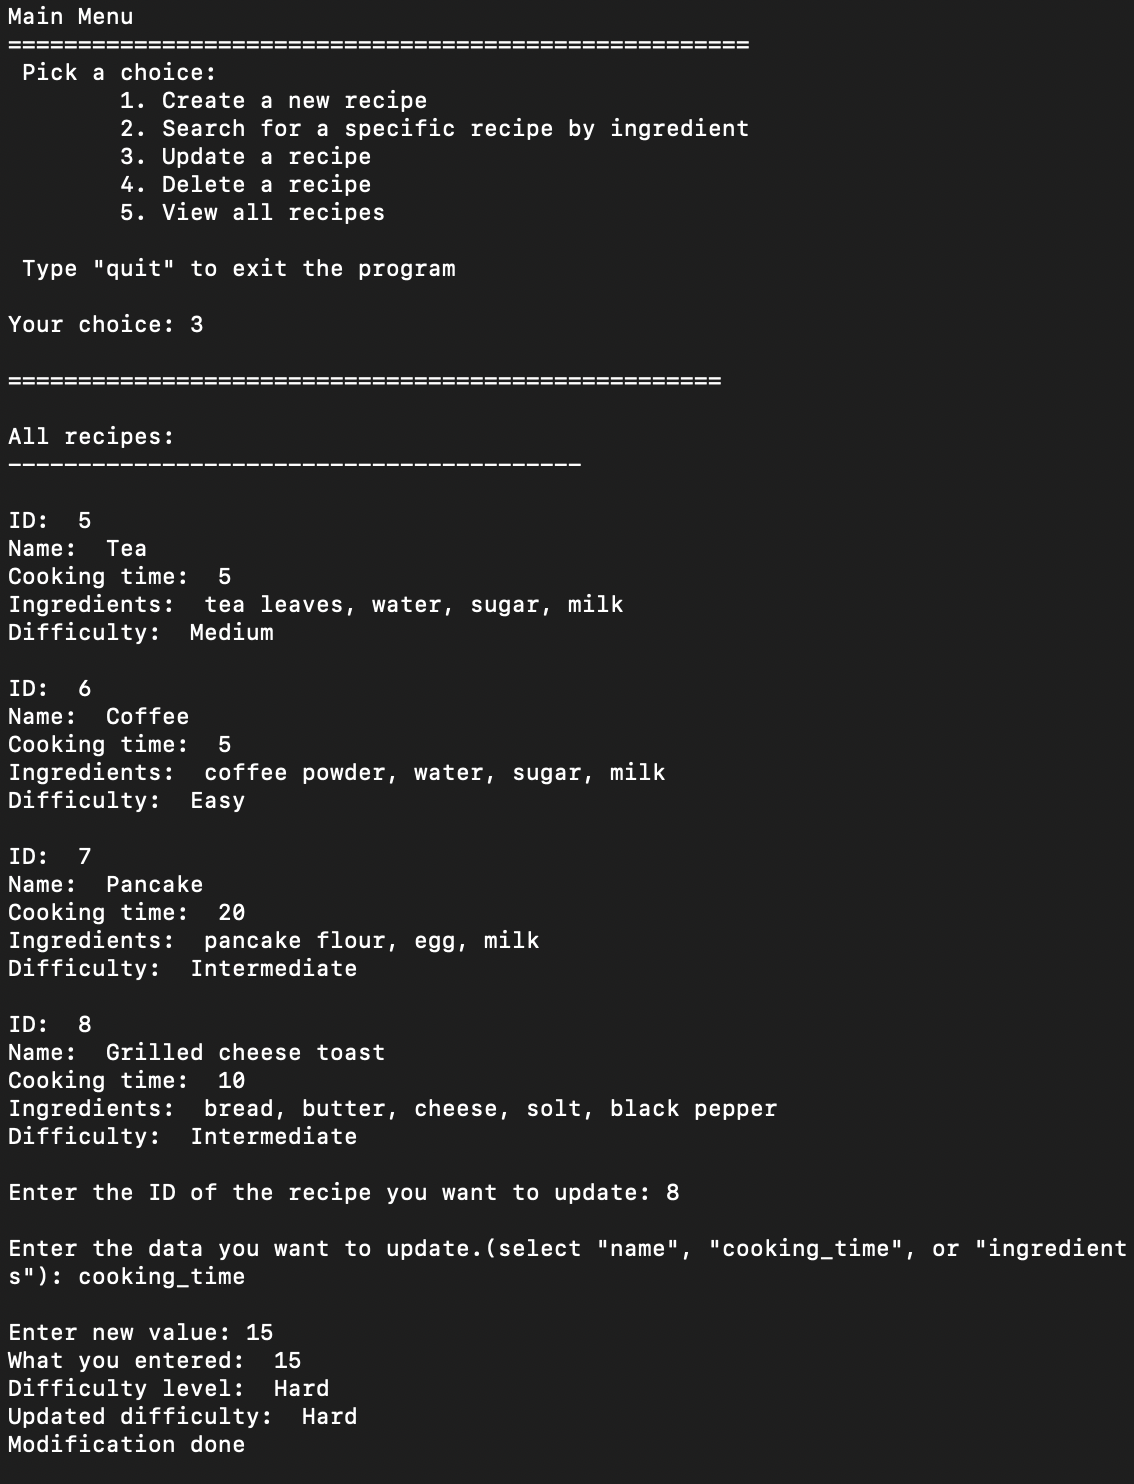 Main Menu
=====================================================
Pick a choice:
1. Create a new recipe
2. Search for a specific recipe by ingredient
3. Update a recipe
4. Delete a recipe
5. View all recipes
Type "quit" to exit the program
Your choice: 3
===================================================
All recipes:
-----------------------------------------
ID:  5
Name:  Tea
Cooking time:  5
Ingredients:  tea leaves, water, sugar, milk
Difficulty:  Medium
ID:  6
Name:  Coffee
Cooking time:  5
Ingredients:  coffee powder, water, sugar, milk
Difficulty:  Easy
ID:  7
Name:  Pancake
Cooking time:  20
Ingredients:  pancake flour, egg, milk
Difficulty:  Intermediate
ID:  8
Name:  Grilled cheese toast
Cooking time:  10
Ingredients:  bread, butter, cheese, solt, black pepper
Difficulty:  Intermediate
Enter the ID of the recipe you want to update: 8
Enter the data you want to update.(select "name", "cooking_time", or "ingredient
s"): cooking_time
Enter new value: 15
What you entered:  15
Difficulty level:  Hard
Updated difficulty:  Hard
Modification done